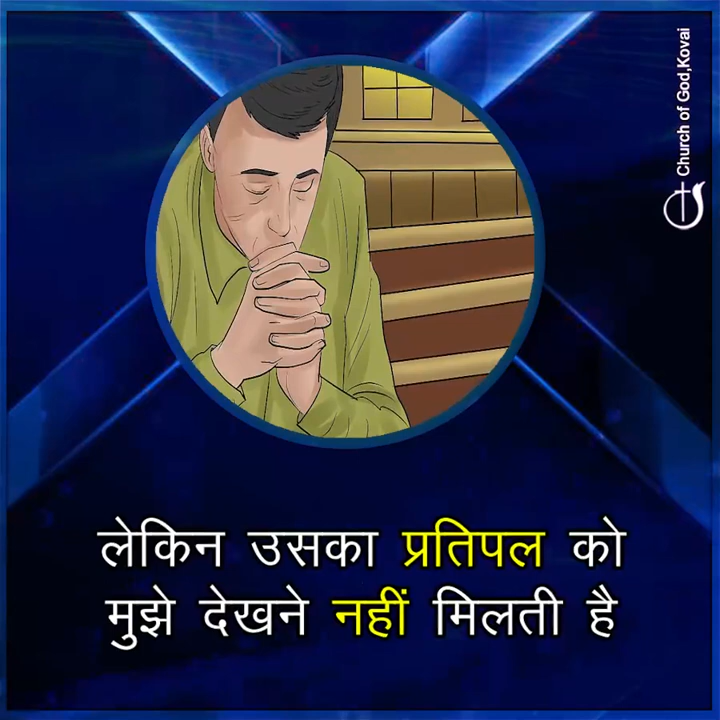 Church of God,Kovai
लेकिन उसका प्रतिपल को
मुझे देखने नहीं मिलती है